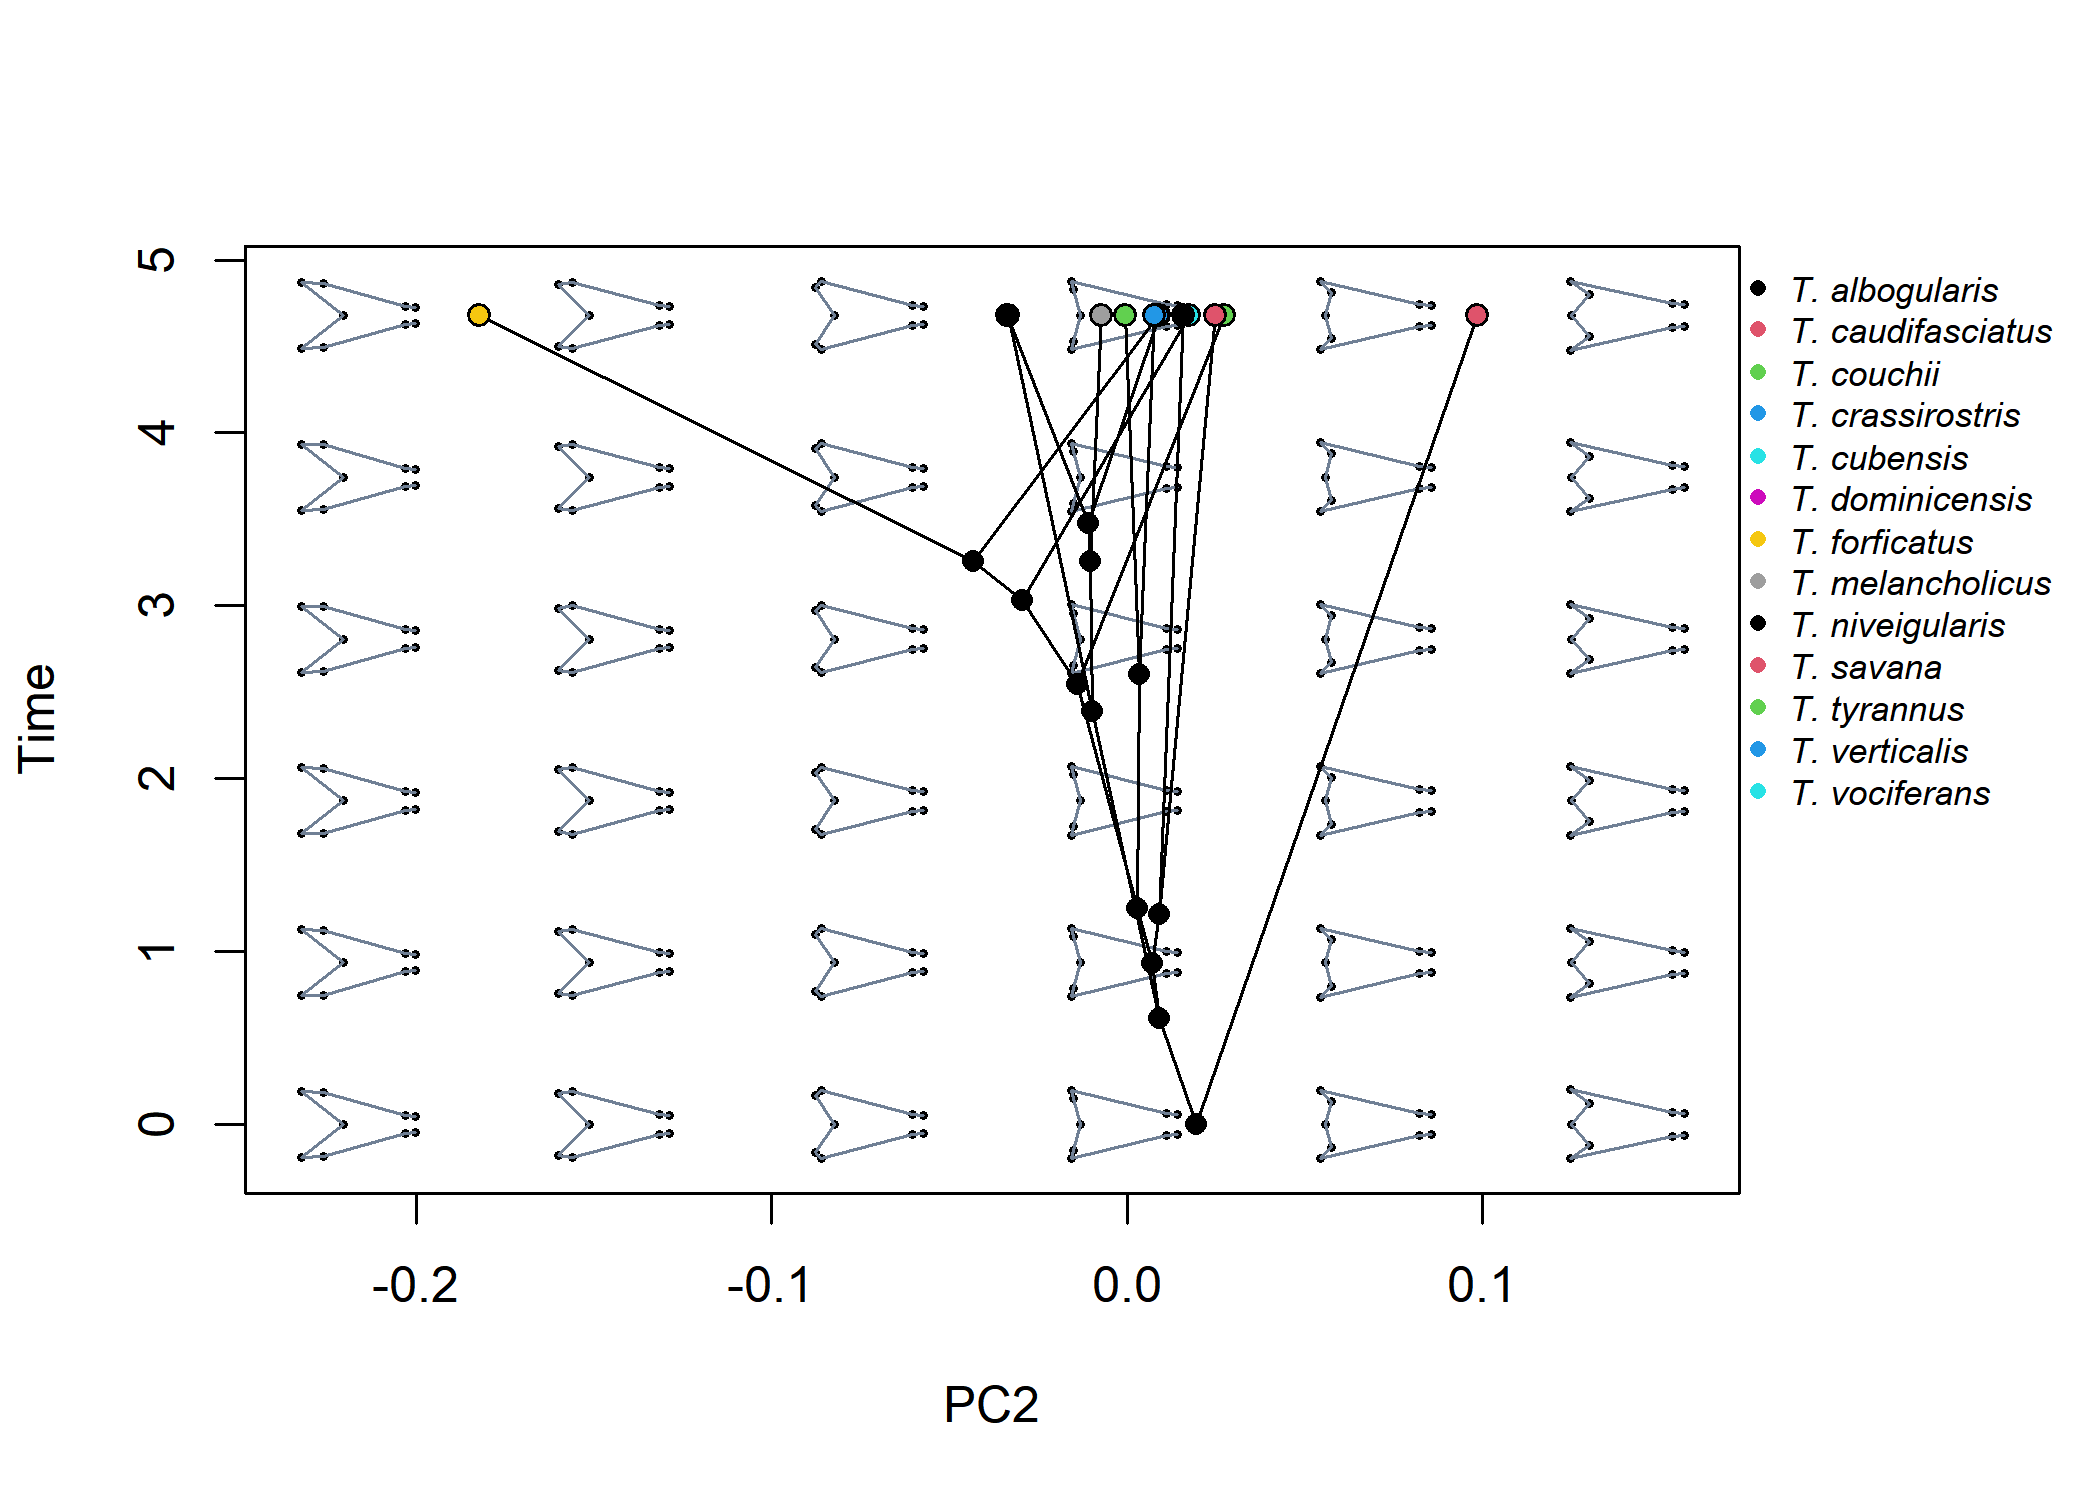 5
4
3
2
1
0
Time
-0.2
-0.1
0.0
0.1
PC2
T. albogularis
T. caudifasciatus
T. couchii
T. crassirostris
T. cubensis
T. dominicensis
T. forficatus
T. melancholicus
T. niveigularis
T. savana
T. tyrannus
T. verticalis
T. vociferans